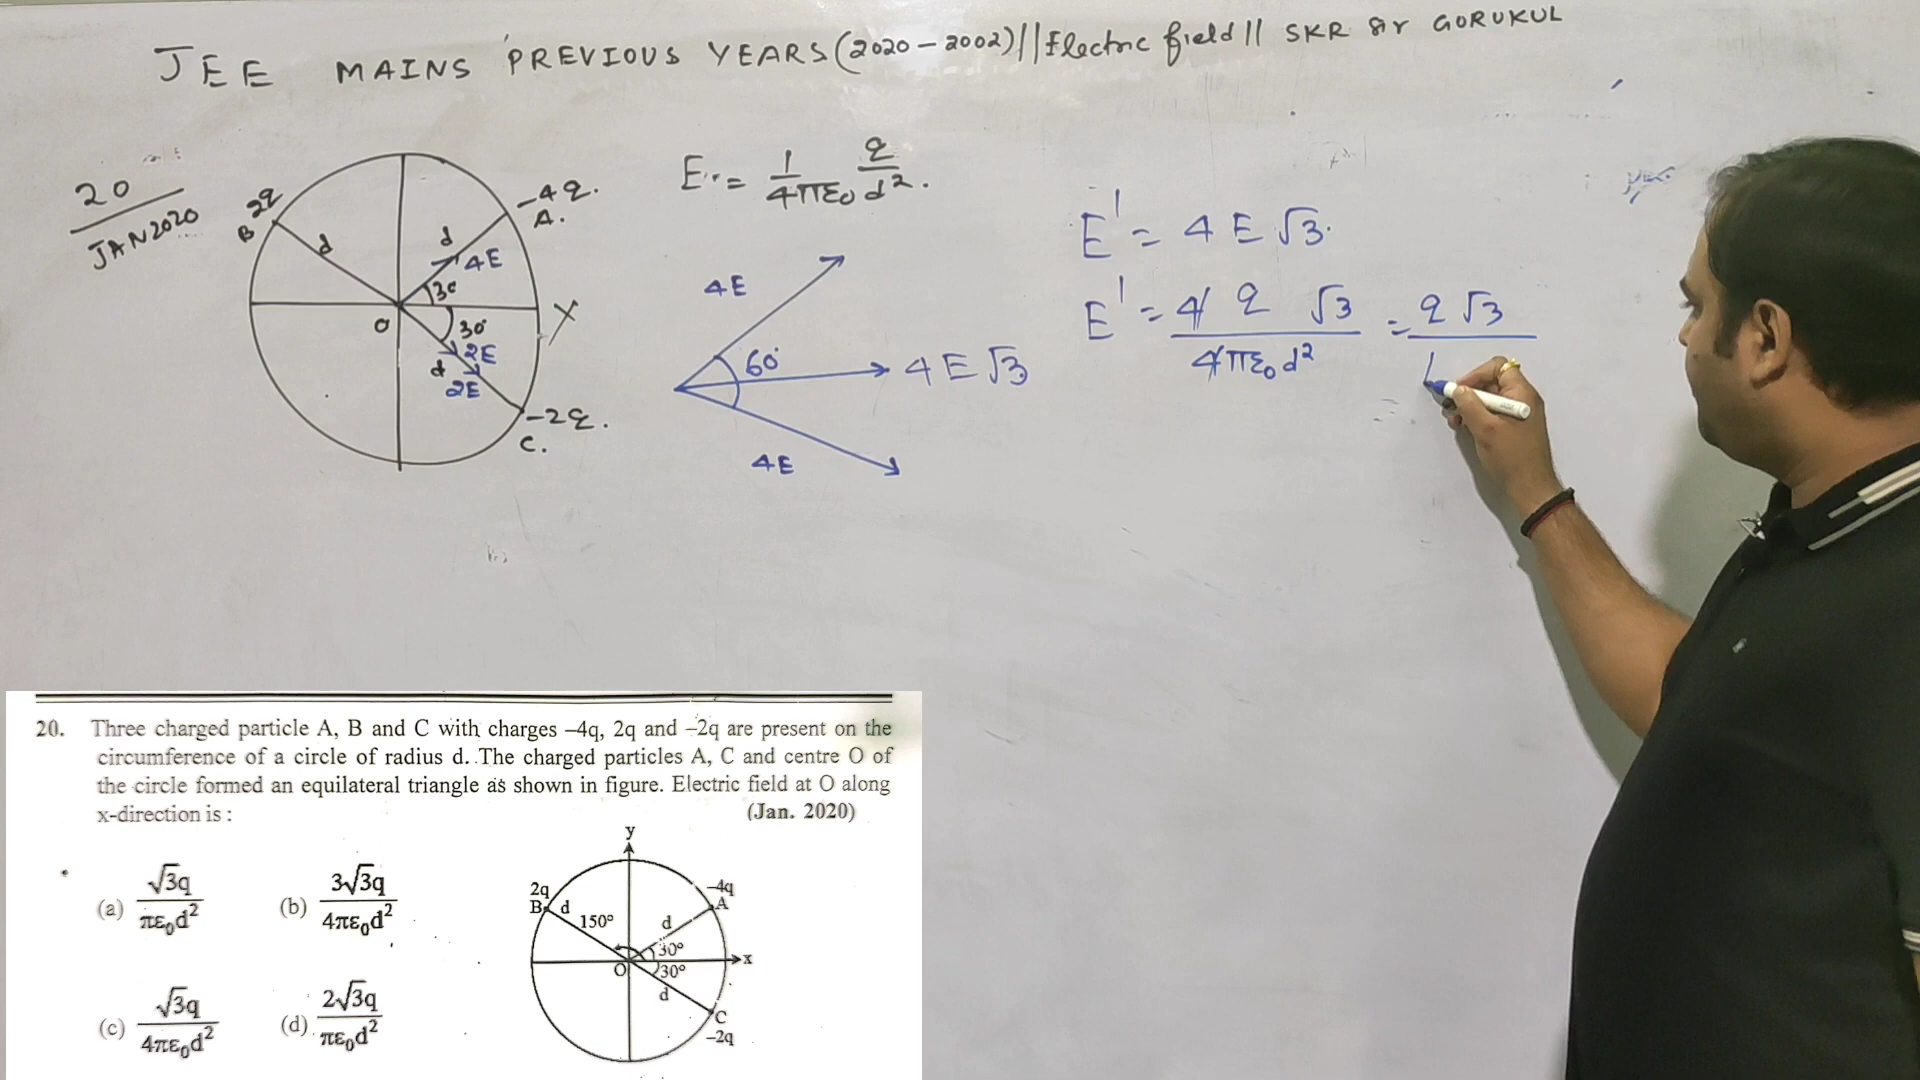 JEE MAINS PREVIOUS YEARS (2020-2002) || Electric field || SKR Sir GORUKUL
20
JAN 2020
B 2q
d
d
-4q.
A.
4E
30
O
X
30°
2E
d
2E
-2q.
C.
E = 1/4πε₀ q/d².
4E
60°
4E√3
4E
E' = 4E√3.
E' = 4 q √3 / 4πε₀d² = q√3
20. Three charged particle A, B and C with charges –4q, 2q and –2q are present on the
circumference of a circle of radius d. The charged particles A, C and centre O of
the circle formed an equilateral triangle as shown in figure. Electric field at O along
x-direction is : (Jan. 2020)
(a) √3q/πε₀d² (b) 3√3q/4πε₀d²
(c) √3q/4πε₀d² (d) 2√3q/πε₀d²
y
2q
B d
150°
–4q
A
d
30°
x
O
30°
d
C
–2q